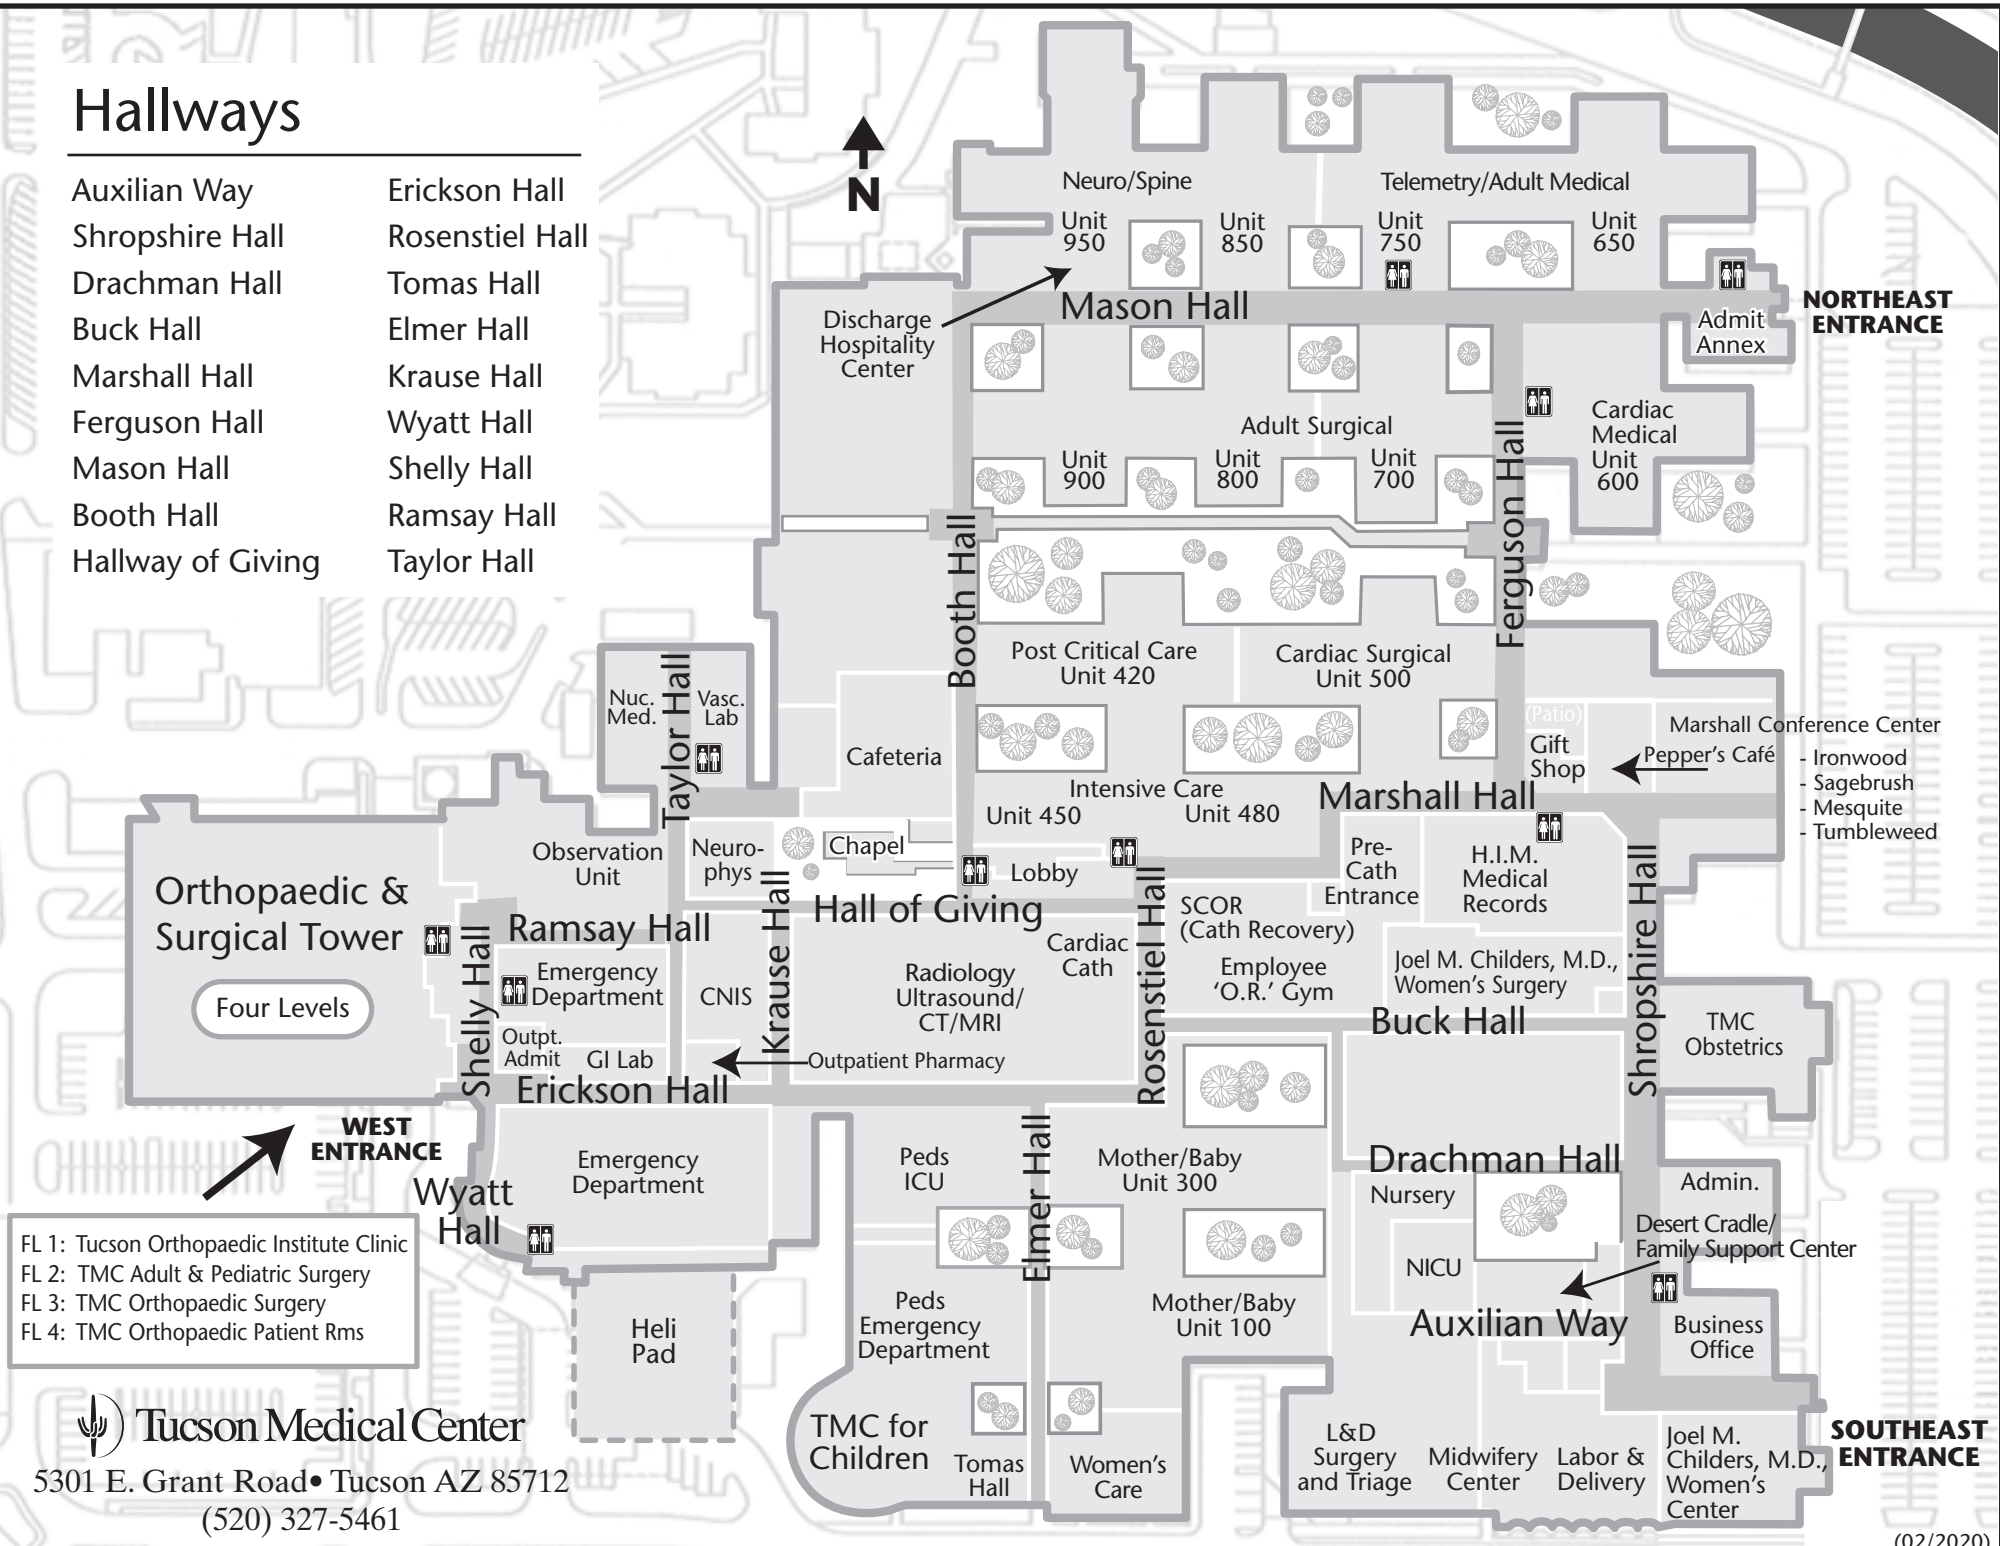 Hallways
Auxilian Way
Shropshire Hall
Drachman Hall
Buck Hall
Marshall Hall
Ferguson Hall
Mason Hall
Booth Hall
Hallway of Giving
Erickson Hall
Rosenstiel Hall
Tomas Hall
Elmer Hall
Krause Hall
Wyatt Hall
Shelly Hall
Ramsay Hall
Taylor Hall
N
Neuro/Spine
Telemetry/Adult Medical
Unit
950
Unit
850
Unit
750
Unit
650
Mason Hall
Discharge
Hospitality
Center
Admit
Annex
NORTHEAST
ENTRANCE
Adult Surgical
Unit
900
Unit
800
Unit
700
Cardiac
Medical
Unit
600
Booth Hall
Ferguson Hall
Post Critical Care
Unit 420
Cardiac Surgical
Unit 500
Nuc.
Med.
Taylor Hall
Vasc.
Lab
Cafeteria
(Patio)
Gift
Shop
Pepper's Café
Marshall Conference Center
- Ironwood
- Sagebrush
- Mesquite
- Tumbleweed
Intensive Care
Unit 450
Unit 480
Marshall Hall
Observation
Unit
Neuro-
phys
Chapel
Lobby
Pre-
Cath
Entrance
H.I.M.
Medical
Records
Orthopaedic &
Surgical Tower
Four Levels
Ramsay Hall
Hall of Giving
SCOR
(Cath Recovery)
Shelly Hall
Krause Hall
Rosenstiel Hall
Shropshire Hall
Emergency
Department
CNIS
Radiology
Ultrasound/
CT/MRI
Cardiac
Cath
Employee
'O.R.' Gym
Joel M. Childers, M.D.,
Women's Surgery
Buck Hall
TMC
Obstetrics
Outpt.
Admit
GI Lab
Outpatient Pharmacy
Erickson Hall
WEST
ENTRANCE
Wyatt
Hall
Emergency
Department
Peds
ICU
Elmer Hall
Mother/Baby
Unit 300
Drachman Hall
Nursery
Admin.
NICU
Desert Cradle/
Family Support Center
FL 1: Tucson Orthopaedic Institute Clinic
FL 2: TMC Adult & Pediatric Surgery
FL 3: TMC Orthopaedic Surgery
FL 4: TMC Orthopaedic Patient Rms
Heli
Pad
Peds
Emergency
Department
Mother/Baby
Unit 100
Auxilian Way
Business
Office
Tucson Medical Center
5301 E. Grant Road• Tucson AZ 85712
(520) 327-5461
TMC for
Children
Tomas
Hall
Women's
Care
L&D
Surgery
and Triage
Midwifery
Center
Labor &
Delivery
Joel M.
Childers, M.D.,
Women's
Center
SOUTHEAST
ENTRANCE
(02/2020)